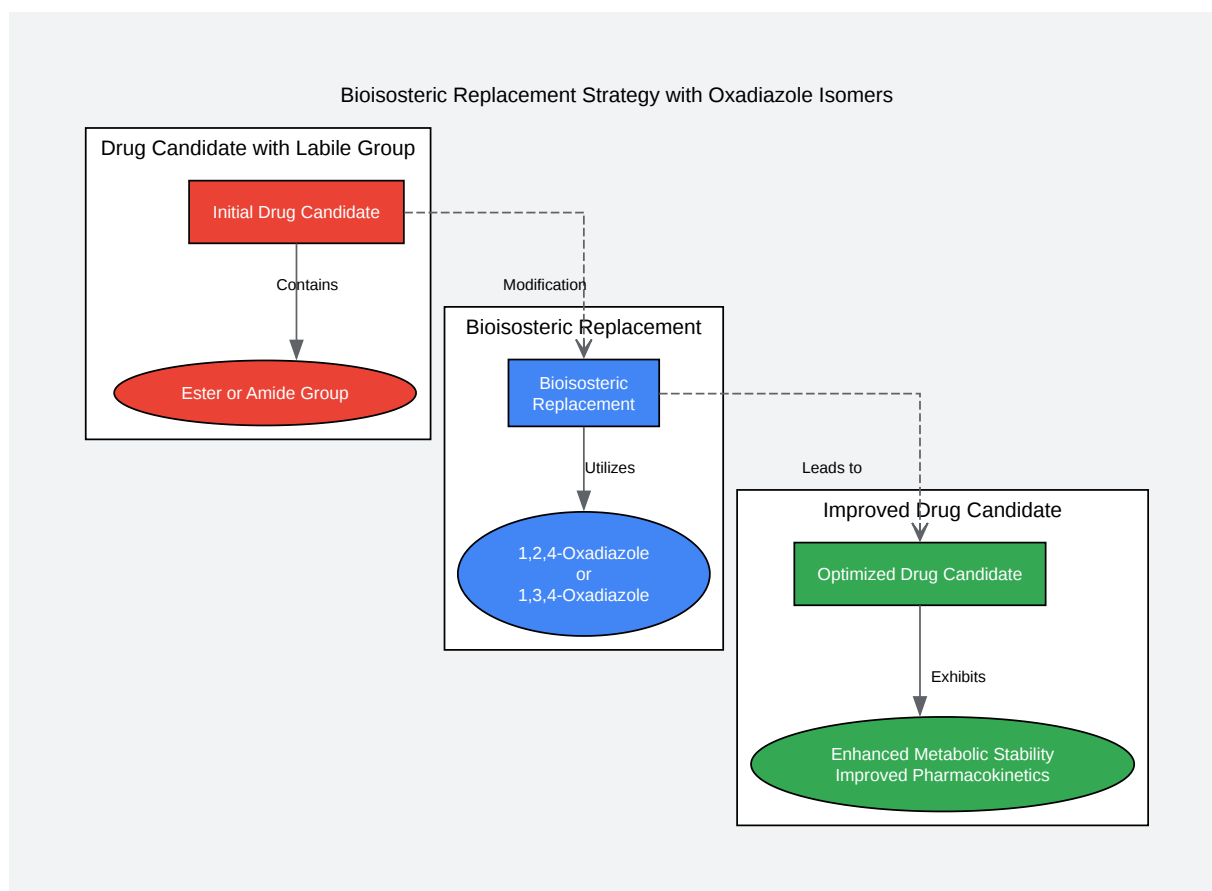 Bioisosteric Replacement Strategy with Oxadiazole Isomers
Drug Candidate with Labile Group
Initial Drug Candidate
Contains
Ester or Amide Group
Modification
Bioisosteric Replacement
Bioisosteric
Replacement
Utilizes
1,2,4-Oxadiazole
or
1,3,4-Oxadiazole
Leads to
Improved Drug Candidate
Optimized Drug Candidate
Exhibits
Enhanced Metabolic Stability
Improved Pharmacokinetics